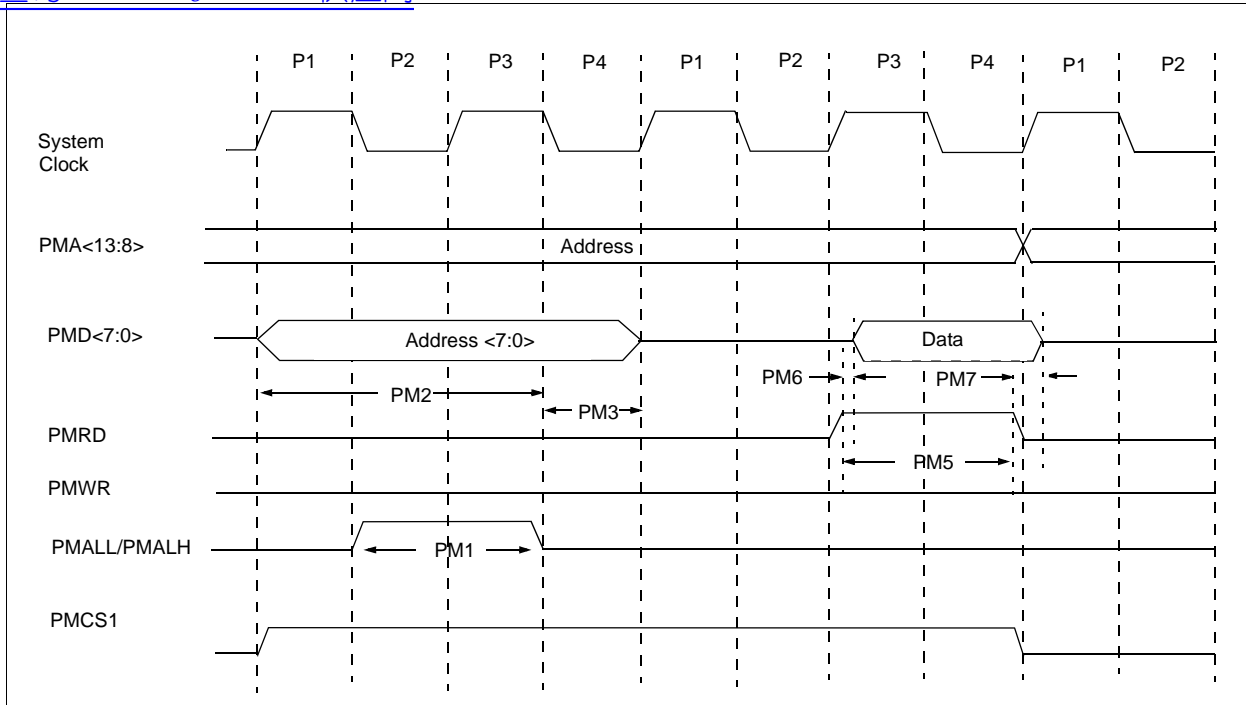 P1 P2 P3 P4 P1 P2 P3 P4 P1 P2
System
Clock
PMA<13:8>
Address
PMD<7:0>
Address <7:0>
Data
PM6
PM7
PM2
PM3
PMRD
PM5
PMWR
PMALL/PMALH
PM1
PMCS1